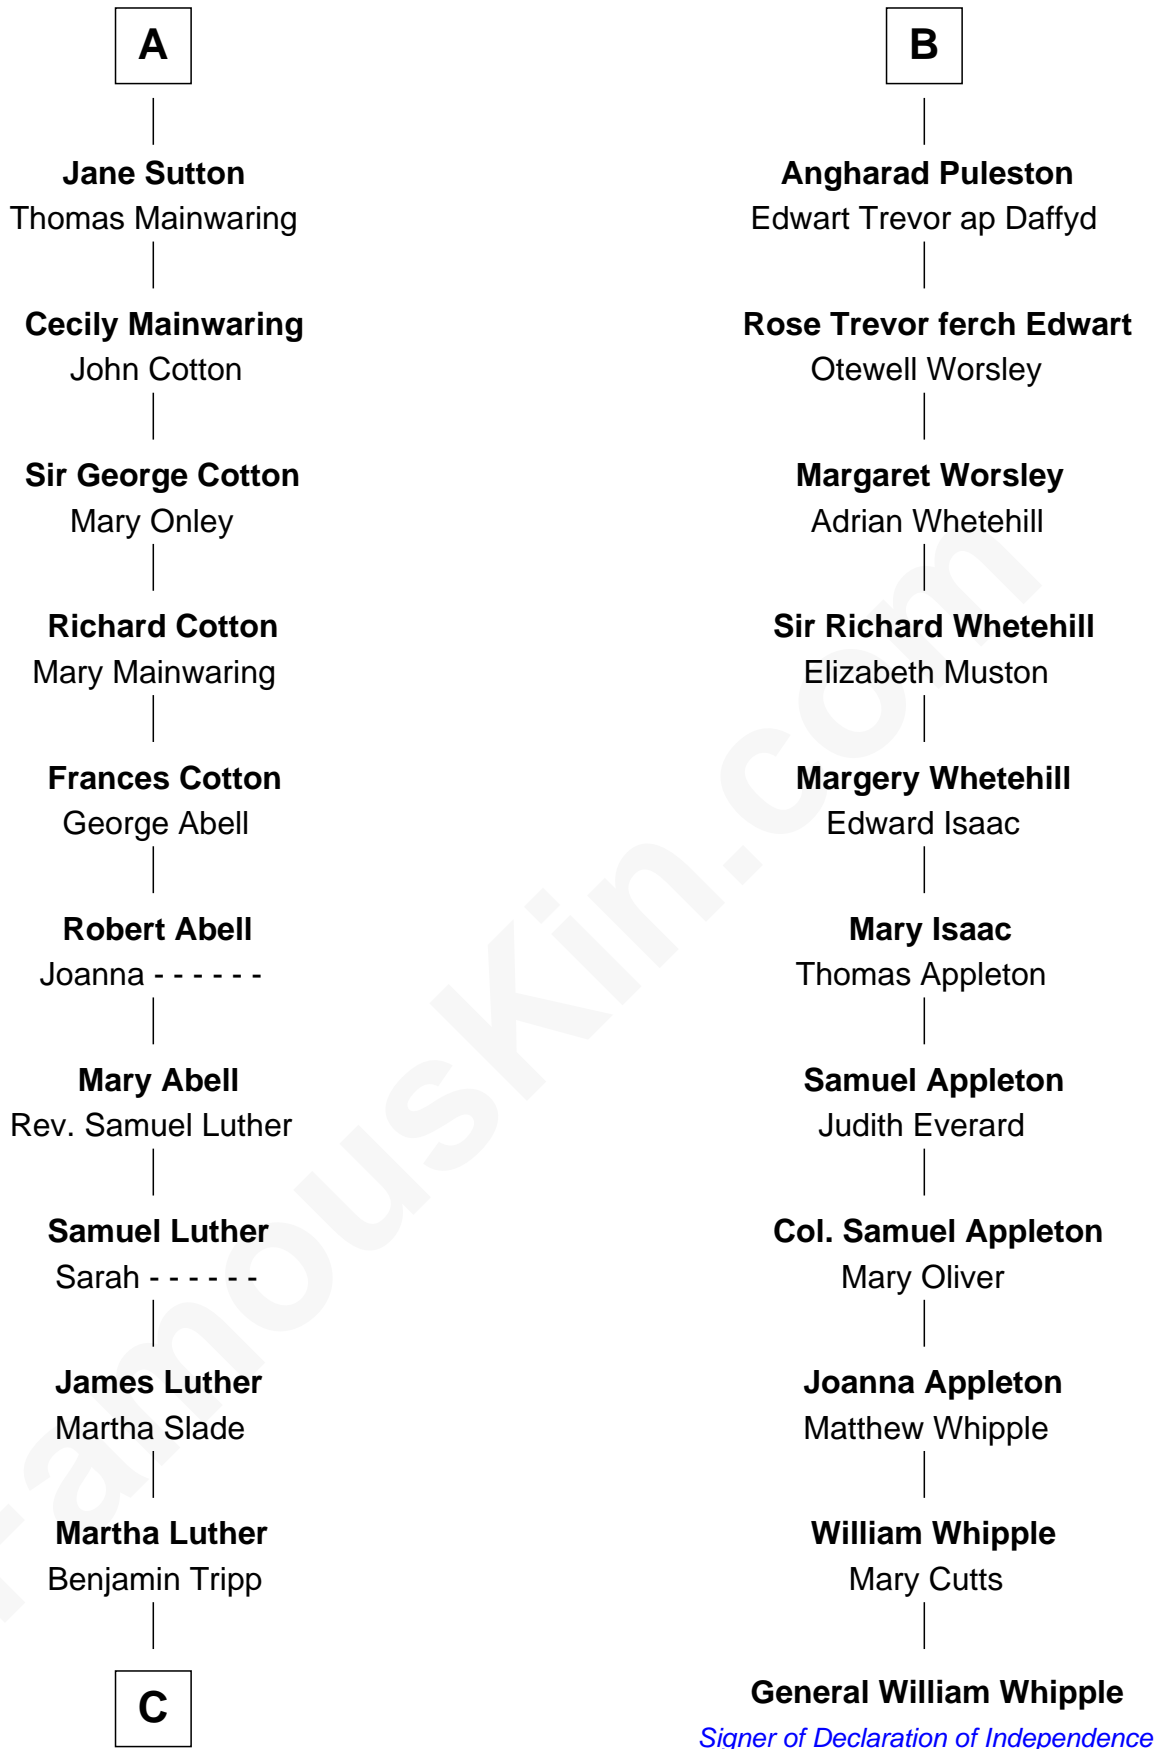 A
Jane Sutton
Thomas Mainwaring
Cecily Mainwaring
John Cotton
Sir George Cotton
Mary Onley
Richard Cotton
Mary Mainwaring
Frances Cotton
George Abell
Robert Abell
Joanna - - - - - -
Mary Abell
Rev. Samuel Luther
Samuel Luther
Sarah - - - - - -
James Luther
Martha Slade
Martha Luther
Benjamin Tripp
C
B
Angharad Puleston
Edwart Trevor ap Daffyd
Rose Trevor ferch Edwart
Otewell Worsley
Margaret Worsley
Adrian Whetehill
Sir Richard Whetehill
Elizabeth Muston
Margery Whetehill
Edward Isaac
Mary Isaac
Thomas Appleton
Samuel Appleton
Judith Everard
Col. Samuel Appleton
Mary Oliver
Joanna Appleton
Matthew Whipple
William Whipple
Mary Cutts
General William Whipple
Signer of Declaration of Independence
FamousKin.com